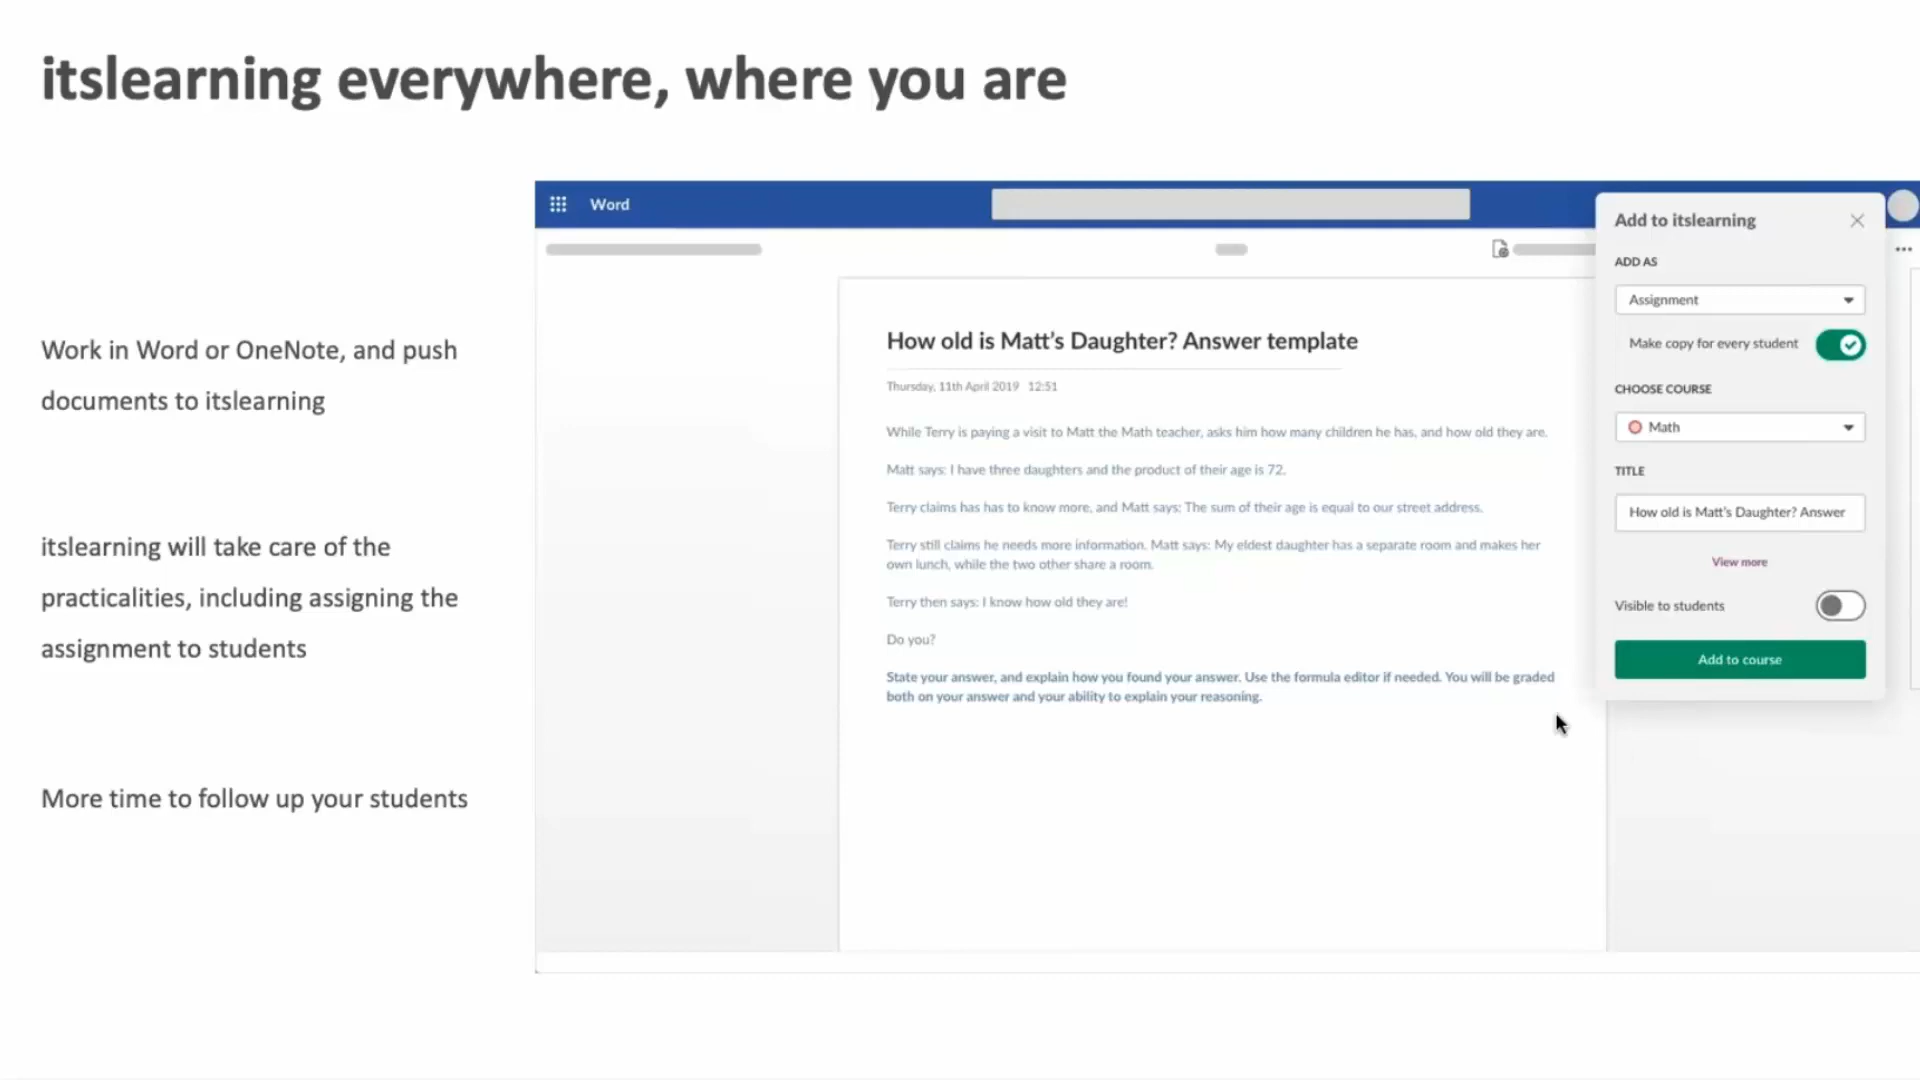 itslearning everywhere, where you are
Work in Word or OneNote, and push
documents to itslearning
itslearning will take care of the
practicalities, including assigning the
assignment to students
More time to follow up your students
Word
How old is Matt's Daughter? Answer template
Thursday, 11th April 2019 12:51
While Terry is paying a visit to Matt the Math teacher, asks him how many children he has, and how old they are.
Matt says: I have three daughters and the product of their age is 72.
Terry claims has has to know more, and Matt says: The sum of their age is equal to our street address.
Terry still claims he needs more information. Matt says: My eldest daughter has a separate room and makes her
own lunch, while the two other share a room.
Terry then says: I know how old they are!
Do you?
State your answer, and explain how you found your answer. Use the formula editor if needed. You will be graded
both on your answer and your ability to explain your reasoning.
Add to itslearning
ADD AS
Assignment
Make copy for every student
CHOOSE COURSE
Math
TITLE
How old is Matt's Daughter? Answer
View more
Visible to students
Add to course